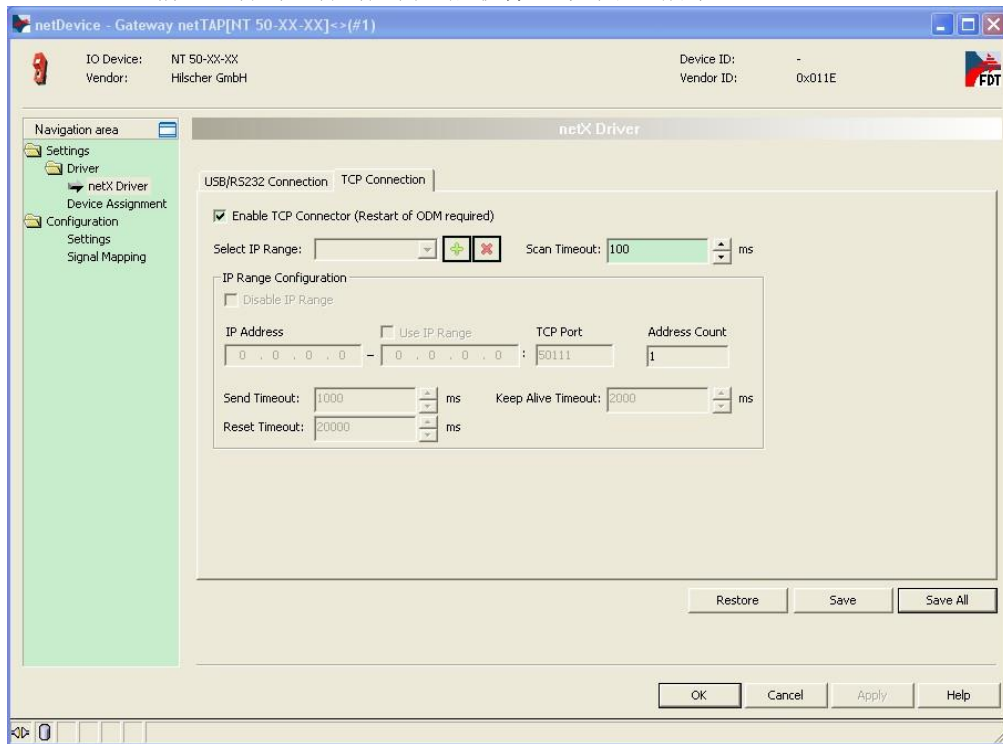 netDevice - Gateway netTAP[NT 50-XX-XX]<>(#1)
IO Device: NT 50-XX-XX Device ID: -
Vendor: Hilscher GmbH Vendor ID: 0x011E
FDT
Navigation area
netX Driver
Settings
Driver
netX Driver
Device Assignment
Configuration
Settings
Signal Mapping
USB/RS232 Connection TCP Connection
Enable TCP Connector (Restart of ODM required)
Select IP Range: Scan Timeout: 100 ms
IP Range Configuration
Disable IP Range
IP Address Use IP Range TCP Port Address Count
0 . 0 . 0 . 0 - 0 . 0 . 0 . 0 : 50111 1
Send Timeout: 1000 ms Keep Alive Timeout: 2000 ms
Reset Timeout: 20000 ms
Restore Save Save All
OK Cancel Apply Help